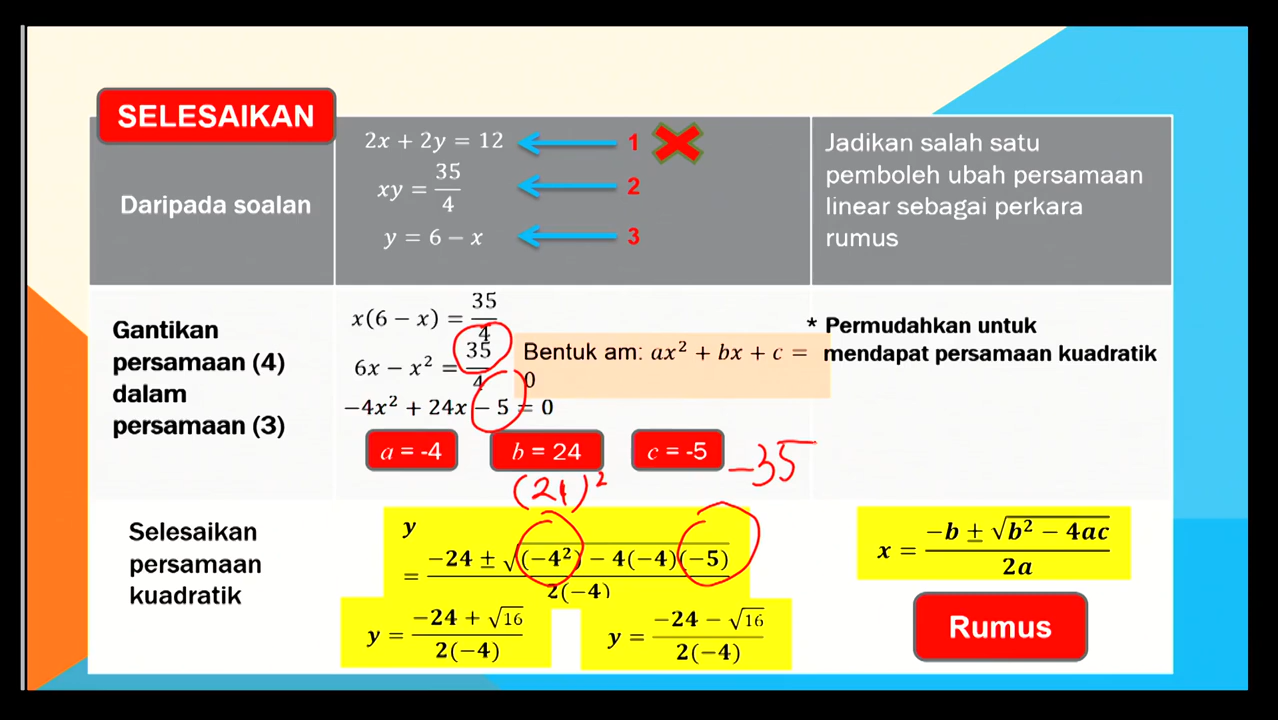 SELESAIKAN
Daripada soalan
2x + 2y = 12
1
xy = 35/4
2
y = 6 − x
3
Jadikan salah satu
pemboleh ubah persamaan
linear sebagai perkara
rumus
Gantikan
persamaan (4)
dalam
persamaan (3)
x(6 − x) = 35/4
6x − x² = 35/4
−4x² + 24x − 5 = 0
Bentuk am: ax² + bx + c =
0
* Permudahkan untuk
mendapat persamaan kuadratik
a = -4
b = 24
c = -5
−35
(24)²
Selesaikan
persamaan
kuadratik
y
= −24 ± √(−4²) − 4(−4)(−5) / 2(−4)
y = −24 + √16 / 2(−4)
y = −24 − √16 / 2(−4)
x = −b ± √b² − 4ac / 2a
Rumus